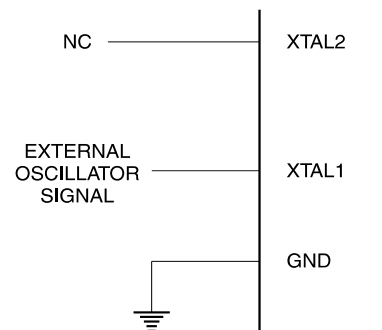 NC
XTAL2
EXTERNAL
OSCILLATOR
SIGNAL
XTAL1
GND